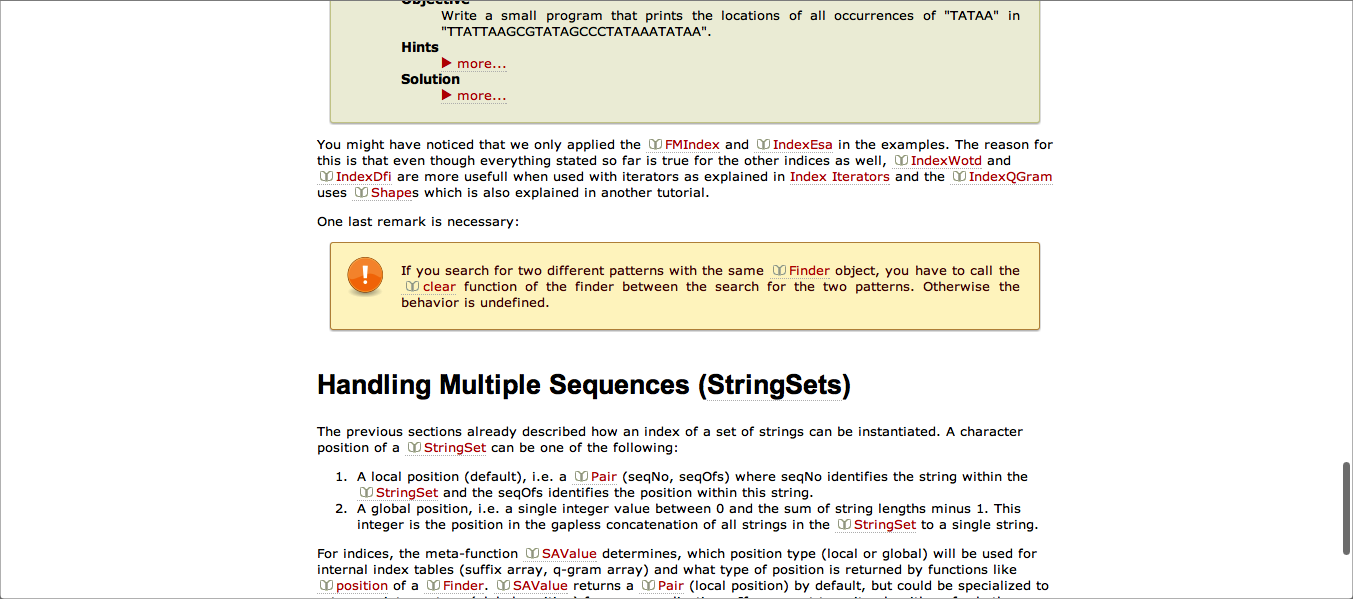 Objective
Write a small program that prints the locations of all occurrences of "TATAA" in
"TTATTAAGCGTATAGCCCTATAAATATAA".
Hints
more...
Solution
more...
You might have noticed that we only applied the FMIndex and IndexEsa in the examples. The reason for
this is that even though everything stated so far is true for the other indices as well, IndexWotd and
IndexDfi are more usefull when used with iterators as explained in Index Iterators and the IndexQGram
uses Shapes which is also explained in another tutorial.
One last remark is necessary:
If you search for two different patterns with the same Finder object, you have to call the
clear function of the finder between the search for the two patterns. Otherwise the
behavior is undefined.
Handling Multiple Sequences (StringSets)
The previous sections already described how an index of a set of strings can be instantiated. A character
position of a StringSet can be one of the following:
1. A local position (default), i.e. a Pair (seqNo, seqOfs) where seqNo identifies the string within the
StringSet and the seqOfs identifies the position within this string.
2. A global position, i.e. a single integer value between 0 and the sum of string lengths minus 1. This
integer is the position in the gapless concatenation of all strings in the StringSet to a single string.
For indices, the meta-function SAValue determines, which position type (local or global) will be used for
internal index tables (suffix array, q-gram array) and what type of position is returned by functions like
position of a Finder. SAValue returns a Pair (local position) by default, but could be specialized to